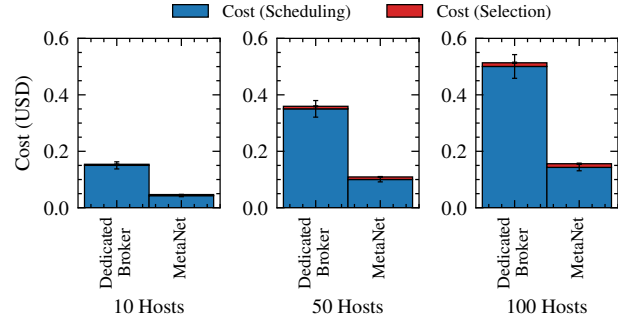 Cost (Scheduling) Cost (Selection)
Cost (USD)
0.6
0.4
0.2
0.0
Dedicated
Broker
MetaNet
10 Hosts
0.6
0.4
0.2
0.0
Dedicated
Broker
MetaNet
50 Hosts
0.6
0.4
0.2
0.0
Dedicated
Broker
MetaNet
100 Hosts